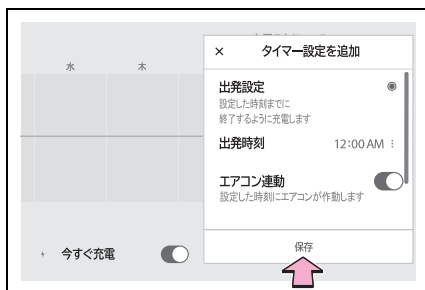 水 木
× タイマー設定を追加
出発設定
設定した時刻までに
終了するように充電します
出発時刻 12:00 AM
エアコン連動
設定した時刻にエアコンが作動します
今すぐ充電
保存